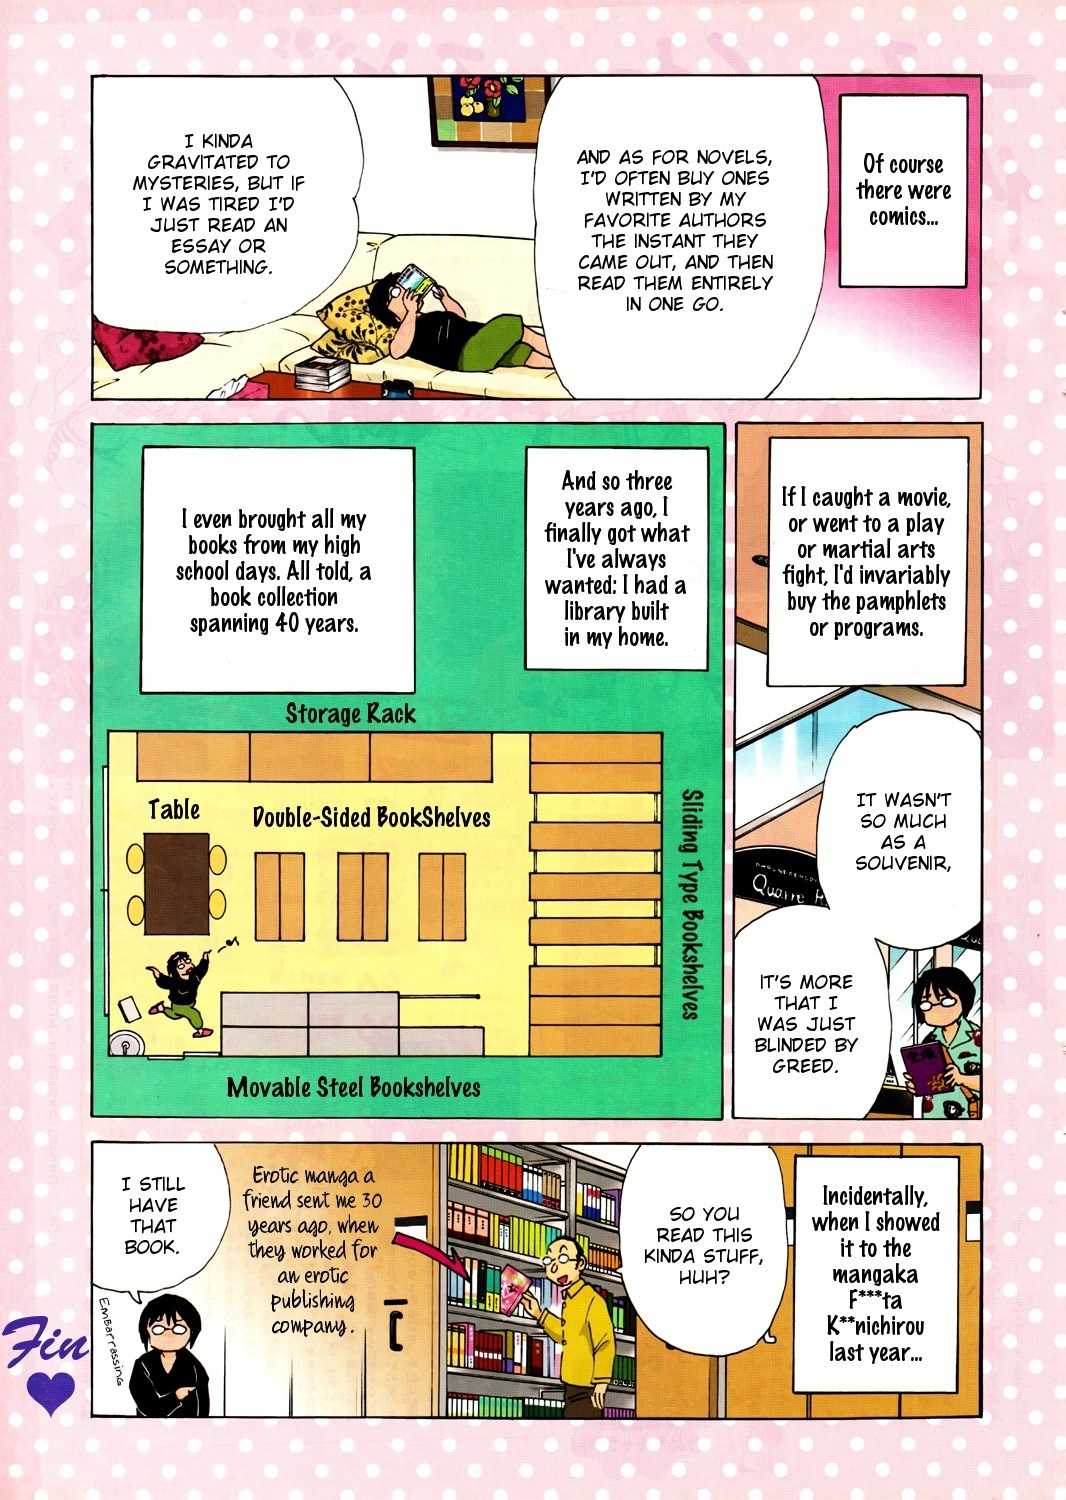 Of course
there were
comics...
AND AS FOR NOVELS,
I'D OFTEN BUY ONES
WRITTEN BY MY
FAVORITE AUTHORS
THE INSTANT THEY
CAME OUT, AND THEN
READ THEM ENTIRELY
IN ONE GO.
I KINDA
GRAVITATED TO
MYSTERIES, BUT IF
I WAS TIRED I'D
JUST READ AN
ESSAY OR
SOMETHING.
If I caught a movie,
or went to a play
or martial arts
fight, I'd invariably
buy the pamphlets
or programs.
IT WASN'T
SO MUCH
AS A
SOUVENIR,
IT'S MORE
THAT I
WAS JUST
BLINDED BY
GREED.
And so three
years ago, I
finally got what
I've always
wanted: I had a
library built
in my home.
I even brought all my
books from my high
school days. All told, a
book collection
spanning 40 years.
Storage Rack
Table
Double-Sided BookShelves
Sliding Type Bookshelves
Movable Steel Bookshelves
Incidentally,
when I showed
it to the
mangaka
F***ta
K**nichirou
last year...
SO YOU
READ THIS
KINDA STUFF,
HUH?
Erotic manga a
friend sent me 30
years ago, when
they worked for
an erotic
publishing
company.
I STILL
HAVE
THAT
BOOK.
EMBARRASSING
Fin